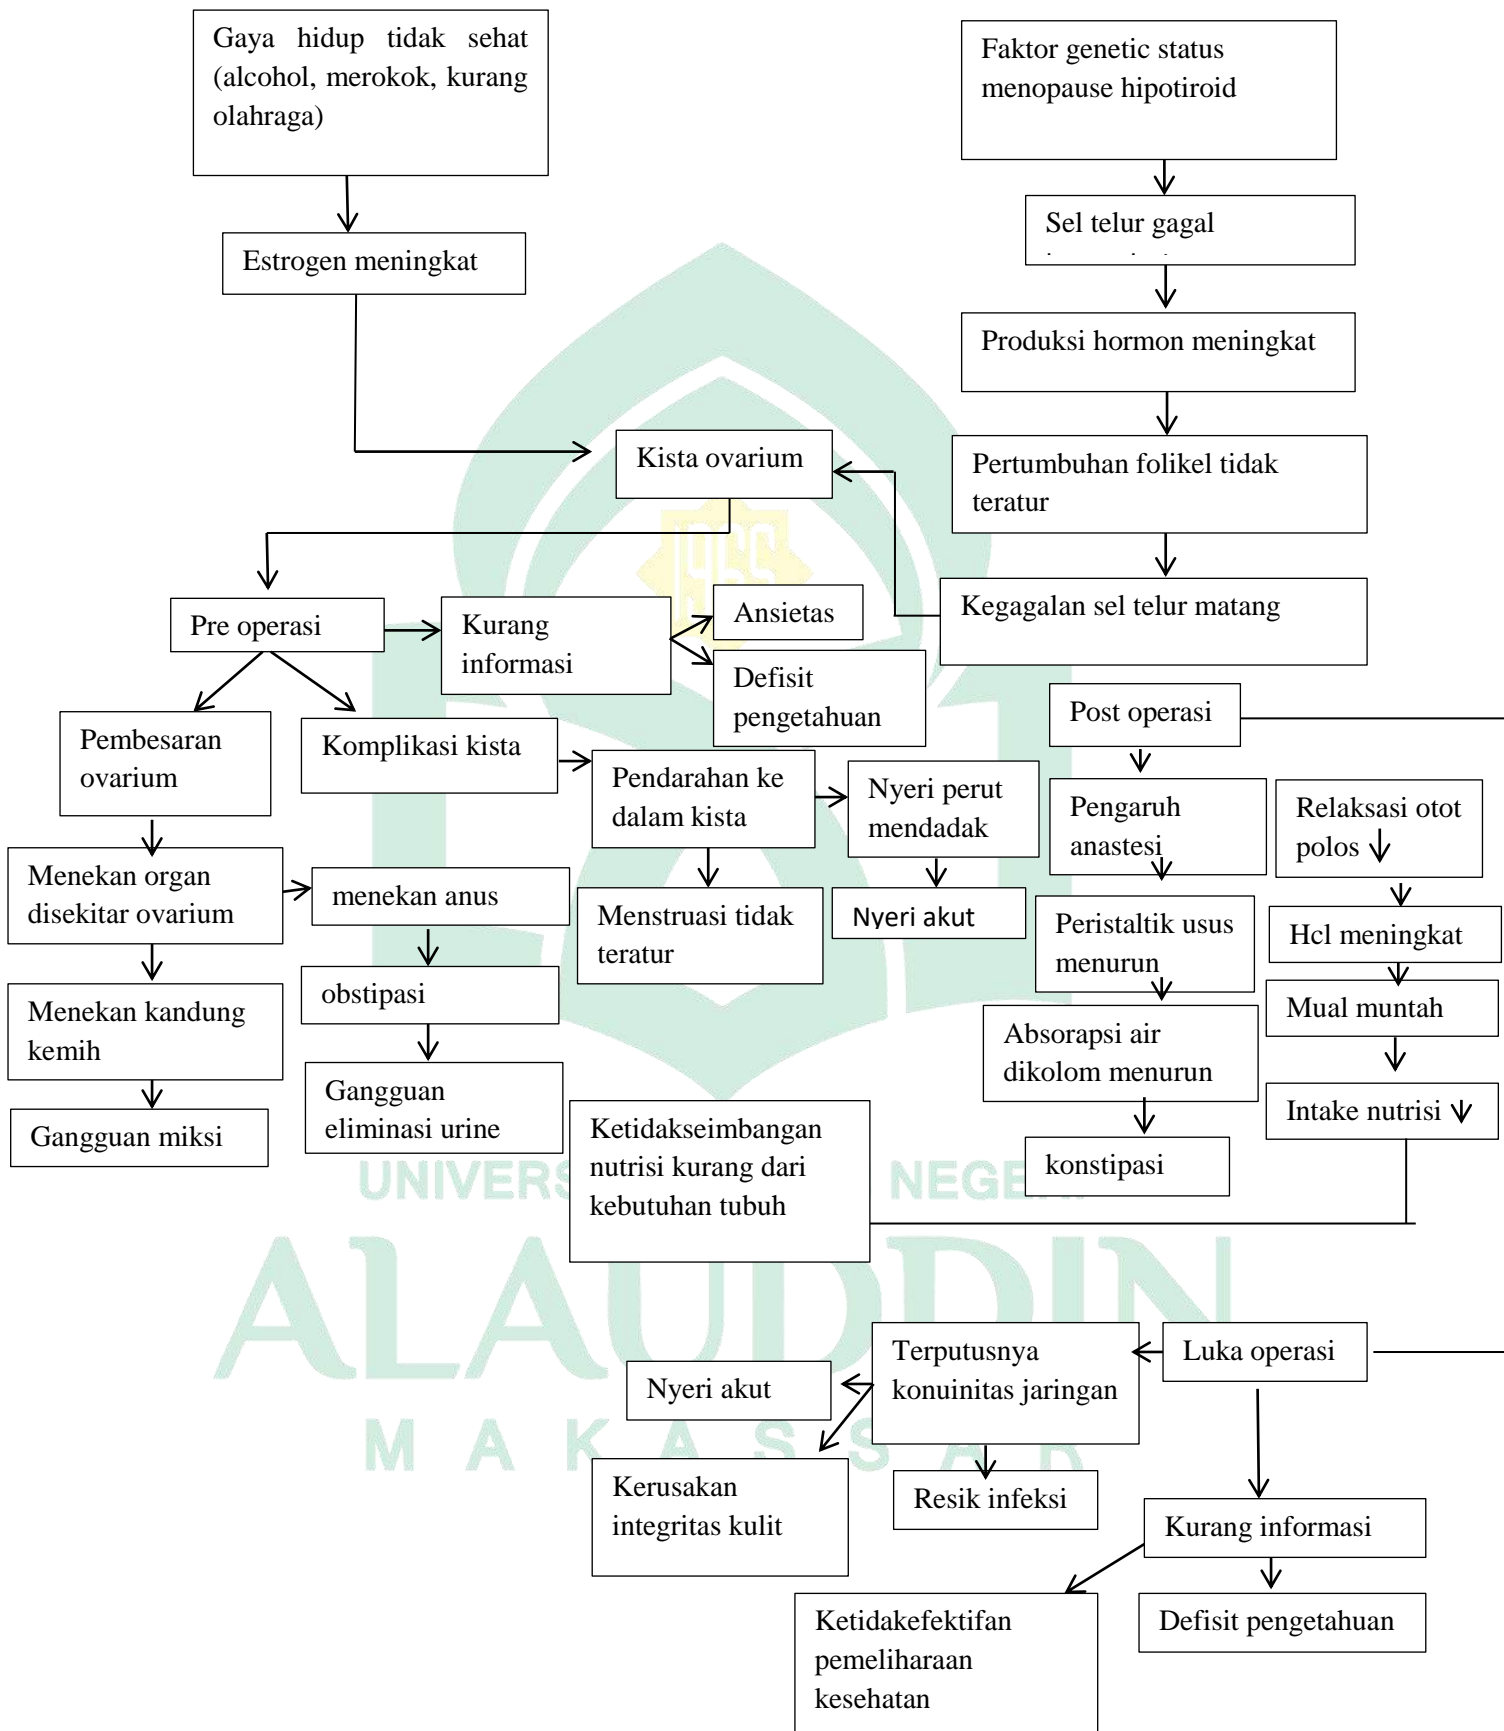 Gaya hidup tidak sehat
(alcohol, merokok, kurang
olahraga)
Faktor genetic status
menopause hipotiroid
Sel telur gagal
Estrogen meningkat
Produksi hormon meningkat
Kista ovarium
Pertumbuhan folikel tidak
teratur
Kegagalan sel telur matang
Pre operasi
Kurang
informasi
Ansietas
Defisit
pengetahuan
Pembesaran
ovarium
Komplikasi kista
Pendarahan ke
dalam kista
Nyeri perut
mendadak
Post operasi
Pengaruh
anastesi
Relaksasi otot
polos ↓
Menekan organ
disekitar ovarium
menekan anus
Menstruasi tidak
teratur
Nyeri akut
Peristaltik usus
menurun
Hcl meningkat
Menekan kandung
kemih
obstipasi
Absorapsi air
dikolom menurun
Mual muntah
Gangguan miksi
Gangguan
eliminasi urine
Ketidakseimbangan
nutrisi kurang dari
kebutuhan tubuh
konstipasi
Intake nutrisi ↓
UNIVERS NEGERI
ALAUDDIN
MAKASSAR
Nyeri akut
Terputusnya
konuinitas jaringan
Luka operasi
Kerusakan
integritas kulit
Resik infeksi
Kurang informasi
Ketidakefektifan
pemeliharaan
kesehatan
Defisit pengetahuan